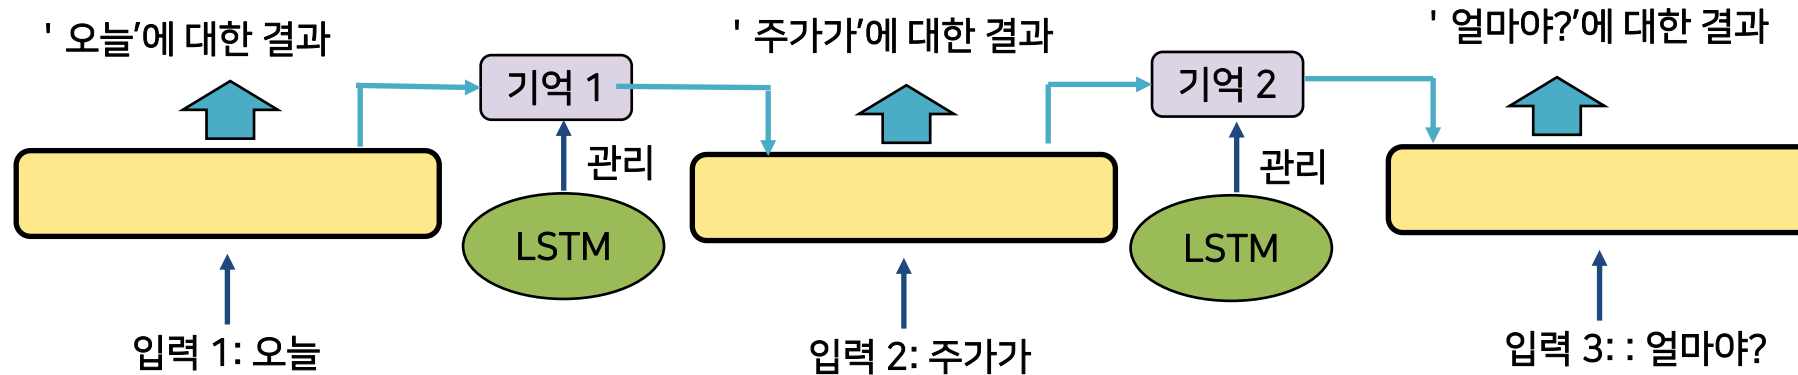 ' 오늘’에 대한 결과
' 주가가’에 대한 결과
' 얼마야?’에 대한 결과
기억 1
기억 2
관리
관리
LSTM
LSTM
입력 1: 오늘
입력 2: 주가가
입력 3: : 얼마야?